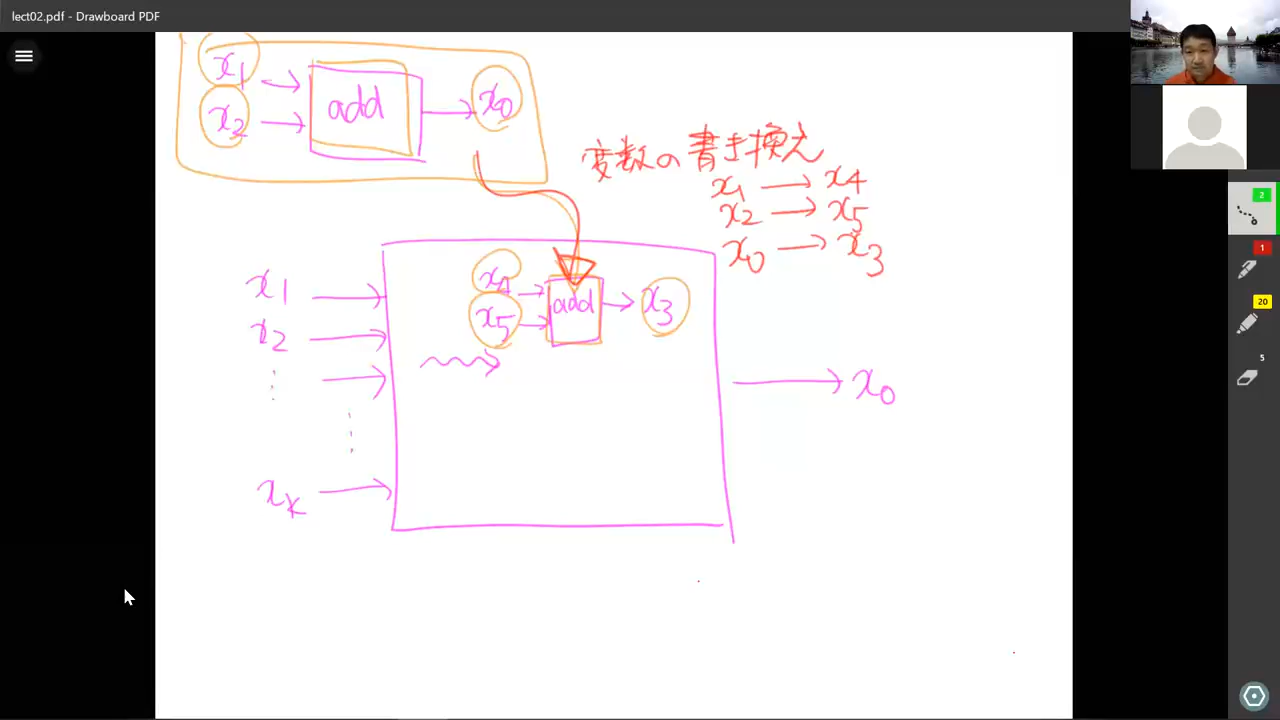 lect02.pdf - Drawboard PDF
x1
x2
add
x0
変数の書き換え
x1 → x4
x2 → x5
x0 → x3
x1
x2
⋮
⋮
xk
x4
x5
add
x3
x0
2
1
20
5